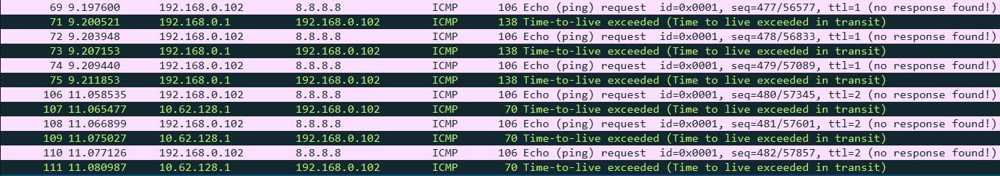 69 9.197600 192.168.0.102 8.8.8.8 ICMP 106 Echo (ping) request id=0x0001, seq=477/56577, ttl=1 (no response found!)
71 9.200521 192.168.0.1 192.168.0.102 ICMP 138 Time-to-live exceeded (Time to live exceeded in transit)
72 9.203948 192.168.0.102 8.8.8.8 ICMP 106 Echo (ping) request id=0x0001, seq=478/56833, ttl=1 (no response found!)
73 9.207153 192.168.0.1 192.168.0.102 ICMP 138 Time-to-live exceeded (Time to live exceeded in transit)
74 9.209440 192.168.0.102 8.8.8.8 ICMP 106 Echo (ping) request id=0x0001, seq=479/57089, ttl=1 (no response found!)
75 9.211853 192.168.0.1 192.168.0.102 ICMP 138 Time-to-live exceeded (Time to live exceeded in transit)
106 11.058535 192.168.0.102 8.8.8.8 ICMP 106 Echo (ping) request id=0x0001, seq=480/57345, ttl=2 (no response found!)
107 11.065477 10.62.128.1 192.168.0.102 ICMP 70 Time-to-live exceeded (Time to live exceeded in transit)
108 11.066899 192.168.0.102 8.8.8.8 ICMP 106 Echo (ping) request id=0x0001, seq=481/57601, ttl=2 (no response found!)
109 11.075027 10.62.128.1 192.168.0.102 ICMP 70 Time-to-live exceeded (Time to live exceeded in transit)
110 11.077126 192.168.0.102 8.8.8.8 ICMP 106 Echo (ping) request id=0x0001, seq=482/57857, ttl=2 (no response found!)
111 11.080987 10.62.128.1 192.168.0.102 ICMP 70 Time-to-live exceeded (Time to live exceeded in transit)